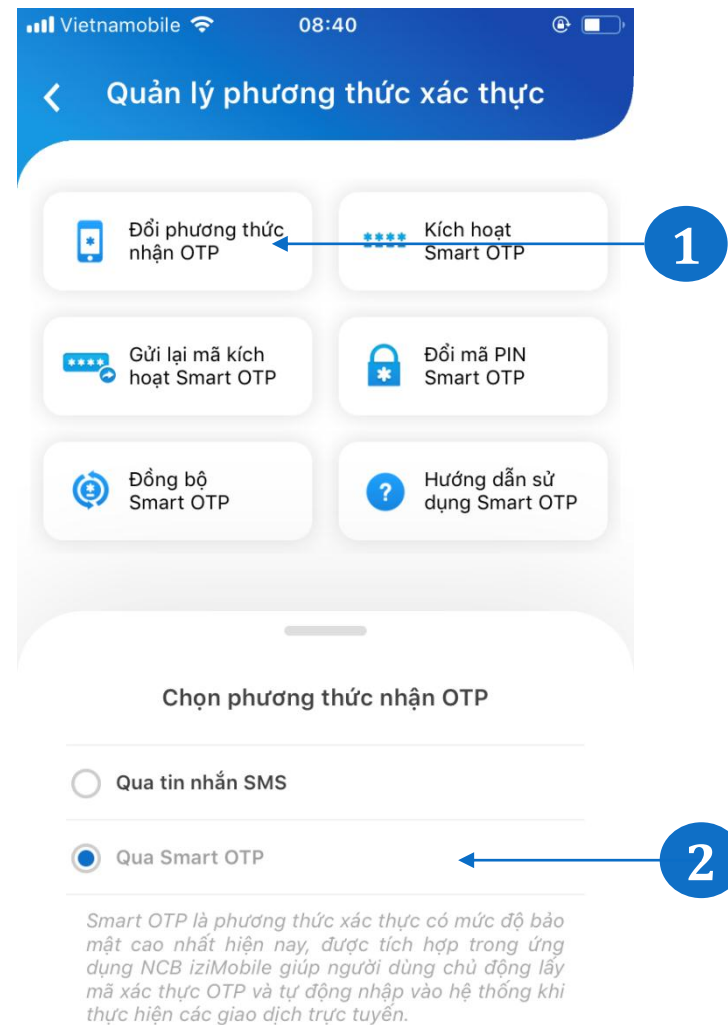 Vietnamobile 08:40
Quản lý phương thức xác thực
Đổi phương thức
nhận OTP
Kích hoạt
Smart OTP
1
Gửi lại mã kích
hoạt Smart OTP
Đổi mã PIN
Smart OTP
Đồng bộ
Smart OTP
Hướng dẫn sử
dụng Smart OTP
Chọn phương thức nhận OTP
Qua tin nhắn SMS
Qua Smart OTP
2
Smart OTP là phương thức xác thực có mức độ bảo
mật cao nhất hiện nay, được tích hợp trong ứng
dụng NCB iziMobile giúp người dùng chủ động lấy
mã xác thực OTP và tự động nhập vào hệ thống khi
thực hiện các giao dịch trực tuyến.